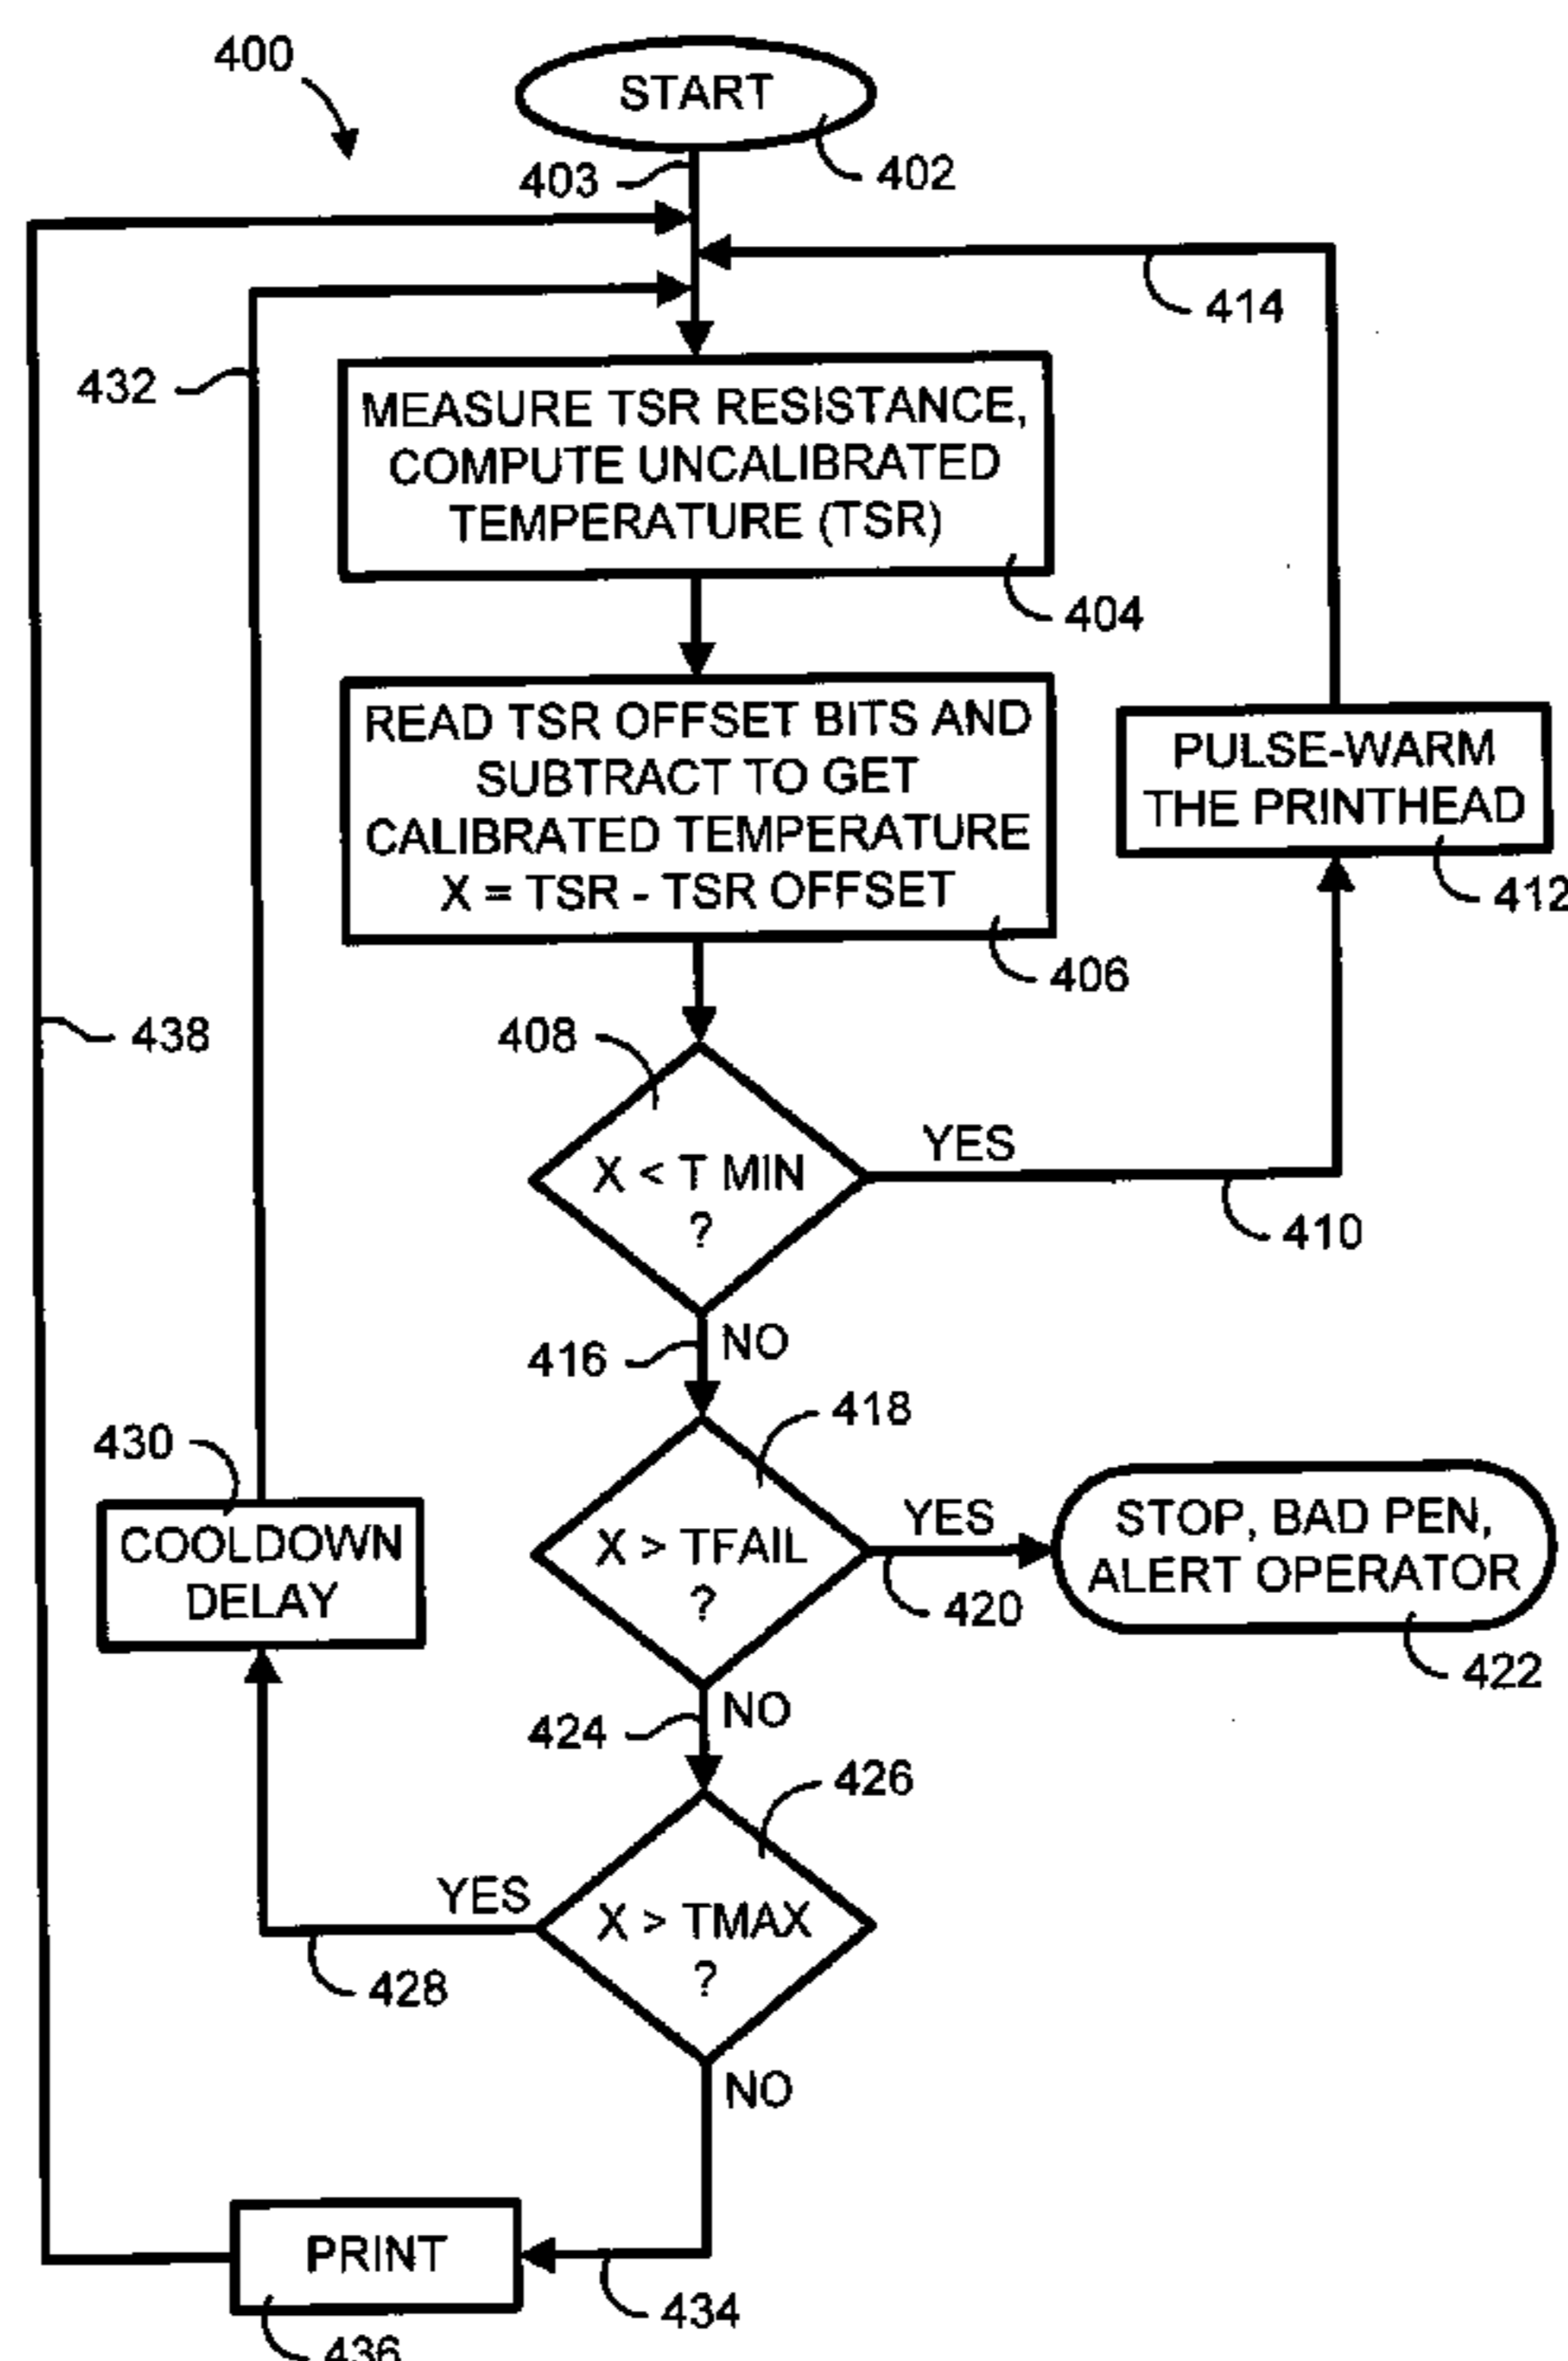 400
START
403
402
414
432
MEASURE TSR RESISTANCE,
COMPUTE UNCALIBRATED
TEMPERATURE (TSR)
404
READ TSR OFFSET BITS AND
SUBTRACT TO GET
CALIBRATED TEMPERATURE
X = TSR - TSR OFFSET
406
PULSE-WARM
THE PRINTHEAD
412
438
408
X < T MIN
?
YES
410
416
NO
418
430
COOLDOWN
DELAY
X > TFAIL
?
YES
420
STOP, BAD PEN,
ALERT OPERATOR
422
424
NO
426
YES
X > TMAX
?
428
NO
PRINT
434
436